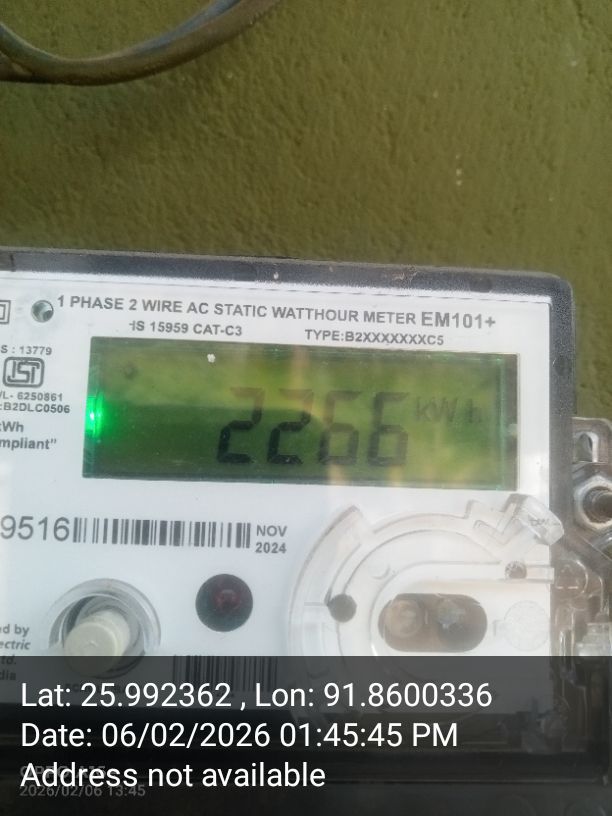 1 PHASE 2 WIRE AC STATIC WATTHOUR METER EM101+
IS 15959 CAT-C3 TYPE:B2XXXXXXXC5
S : 13779
ISI
/L- 6250861
:B2DLC0506
kWh
mpliant"
2266 kWh
9516
NOV
2024
ed by
ectric
td.
dia
Lat: 25.992362 , Lon: 91.8600336
Date: 06/02/2026 01:45:45 PM
Address not available
2026/02/06 13:45